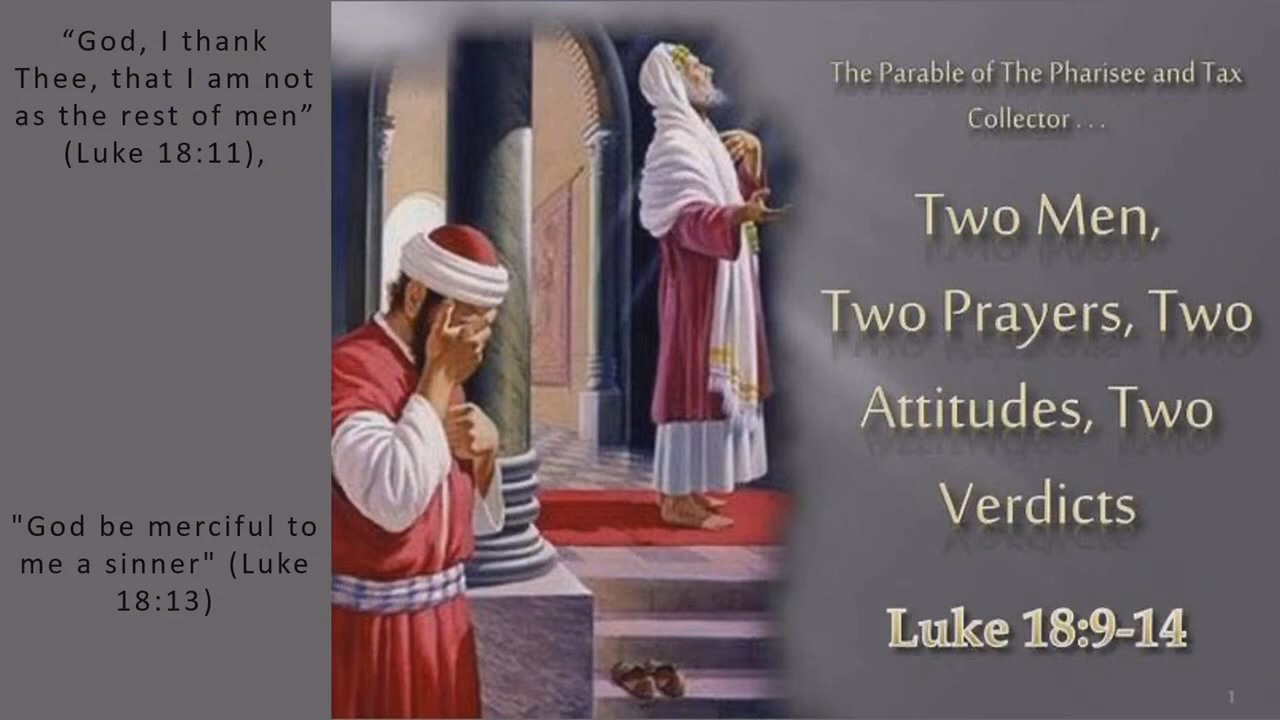 “God, I thank
Thee, that I am not
as the rest of men”
(Luke 18:11),
"God be merciful to
me a sinner" (Luke
18:13)
The Parable of The Pharisee and Tax
Collector . . .
Two Men,
Two Prayers, Two
Attitudes, Two
Verdicts
Luke 18:9-14
1